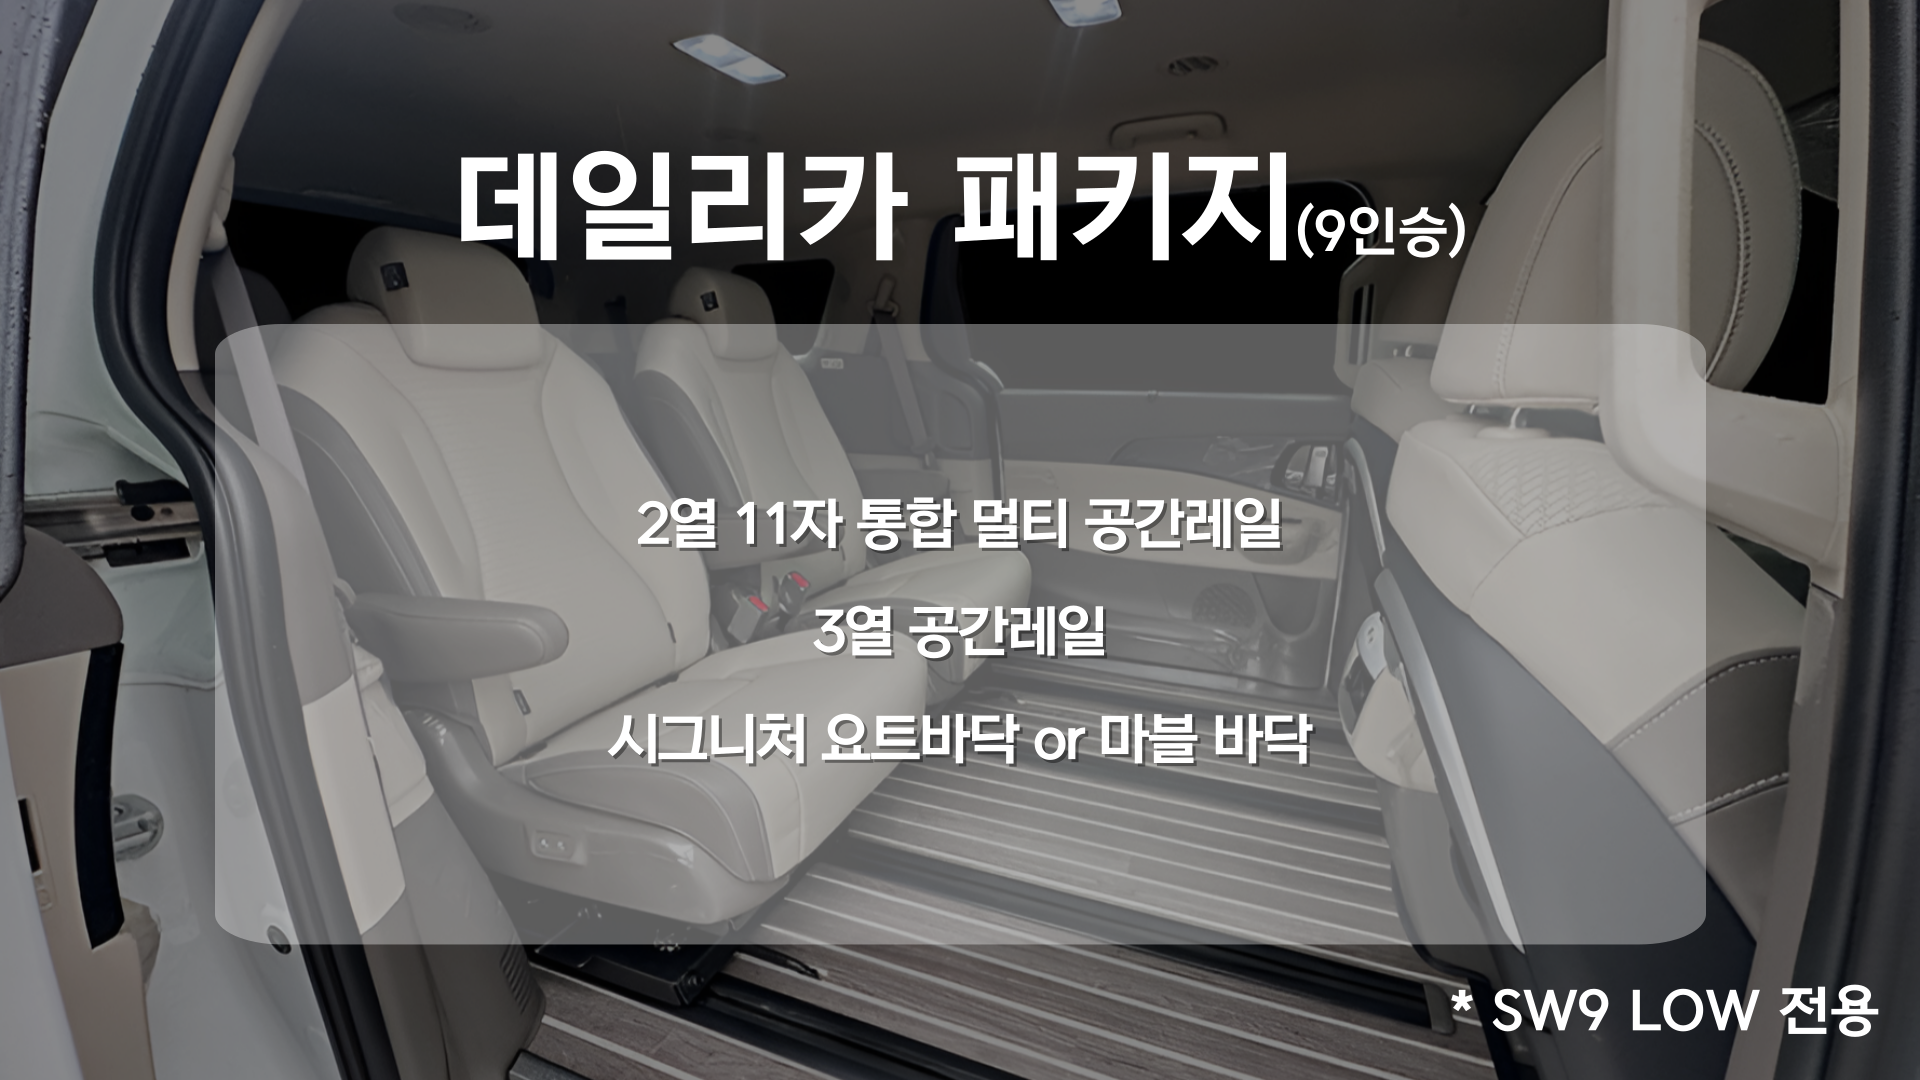 데일리카 패키지(9인승)
2열 11자 통합 멀티 공간레일
3열 공간레일
시그니쳐 요트바닥 or 마블 바닥
* SW9 LOW 전용